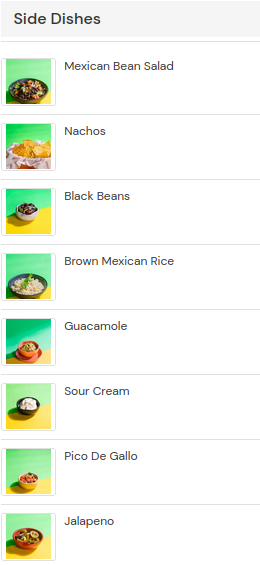 Side Dishes
Mexican Bean Salad
Nachos
Black Beans
Brown Mexican Rice
Guacamole
Sour Cream
Pico De Gallo
Jalapeno